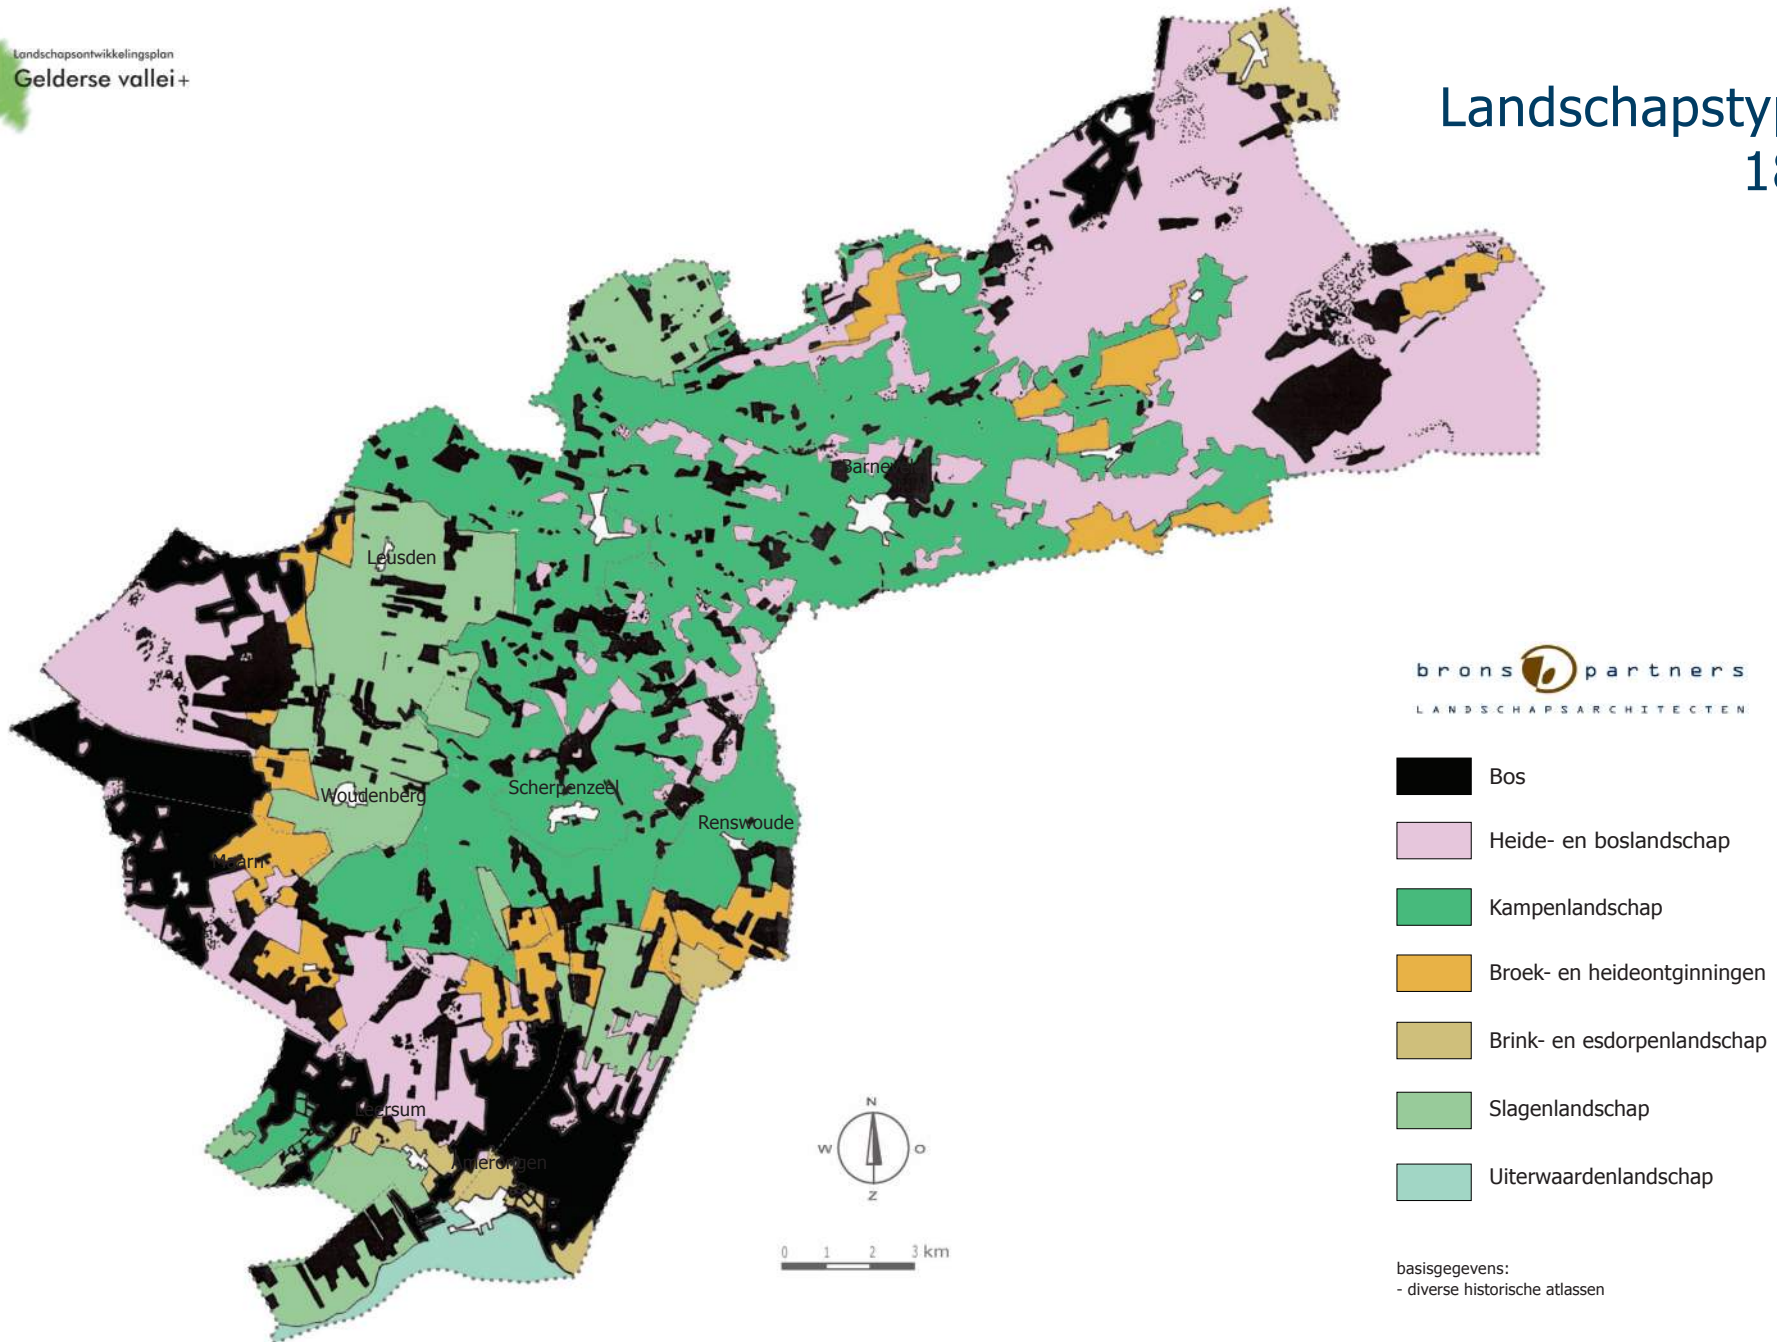 Landschapsontwikkelingsplan
Gelderse vallei+
Landschapstyp
18
Barneveld
Leusden
Woudenberg
Scherpenzeel
Renswoude
Maarn
Leersum
Amerongen
N
W O
Z
0 1 2 3 km
brons partners
LANDSCHAPSARCHITECTEN
Bos
Heide- en boslandschap
Kampenlandschap
Broek- en heideontginningen
Brink- en esdorpenlandschap
Slagenlandschap
Uiterwaardenlandschap
basisgegevens:
- diverse historische atlassen